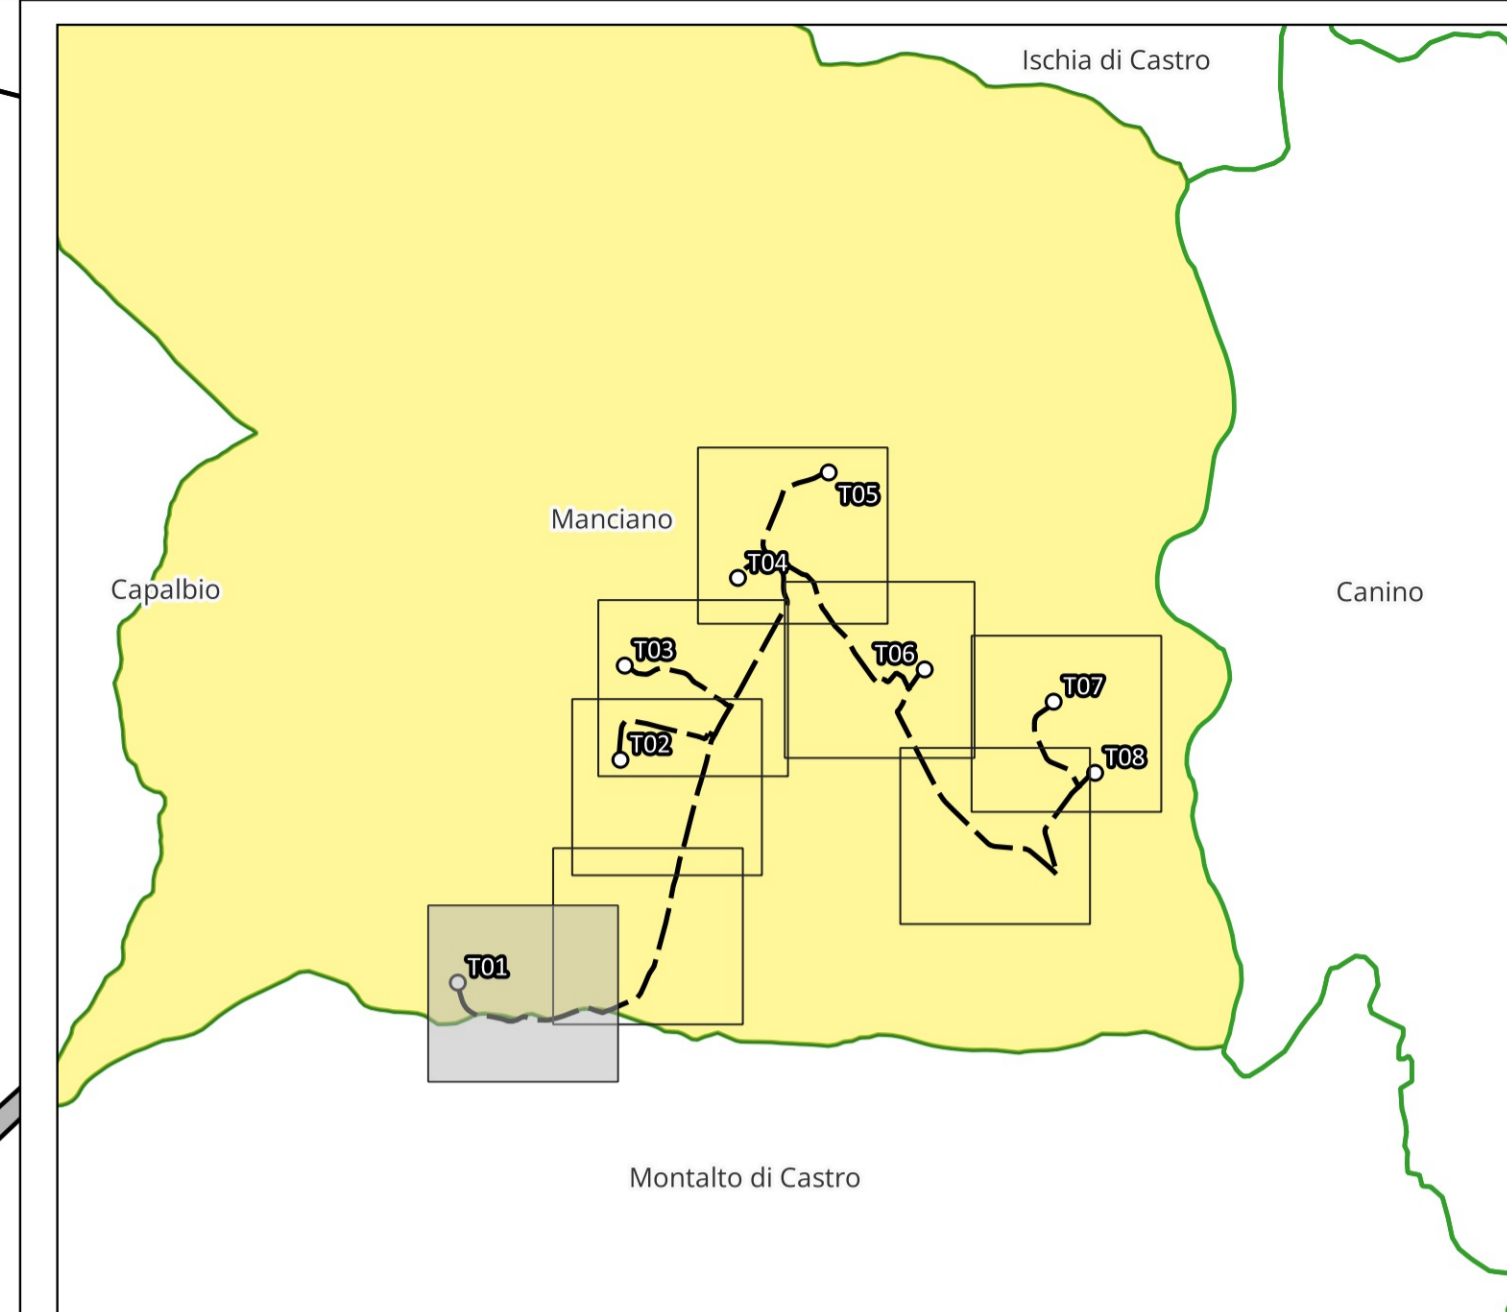 Ischia di Castro
T05
Manciano
T04
Capalbio
Canino
T03
T06
T07
T02
T08
T01
Montalto di Castro